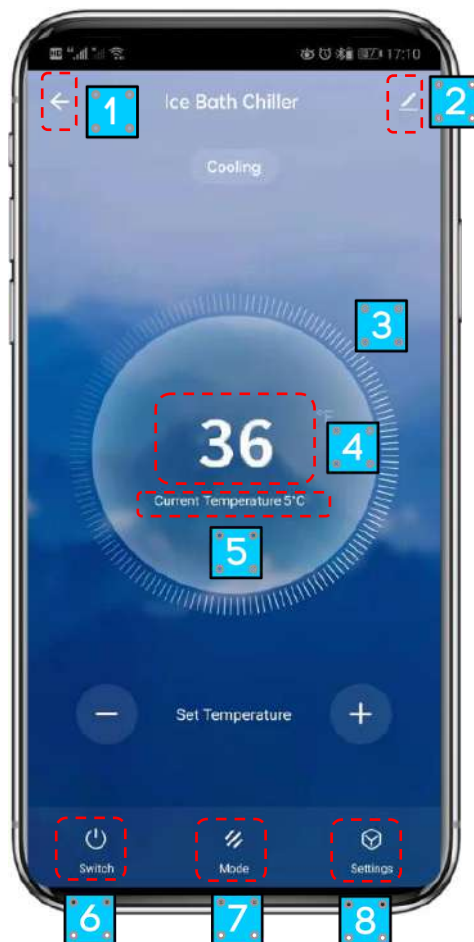 HD 17:10
1 Ice Bath Chiller 2
Cooling
3
°F
36
4
Current Temperature 5°C
5
− Set Temperature +
Switch Mode Settings
6 7 8